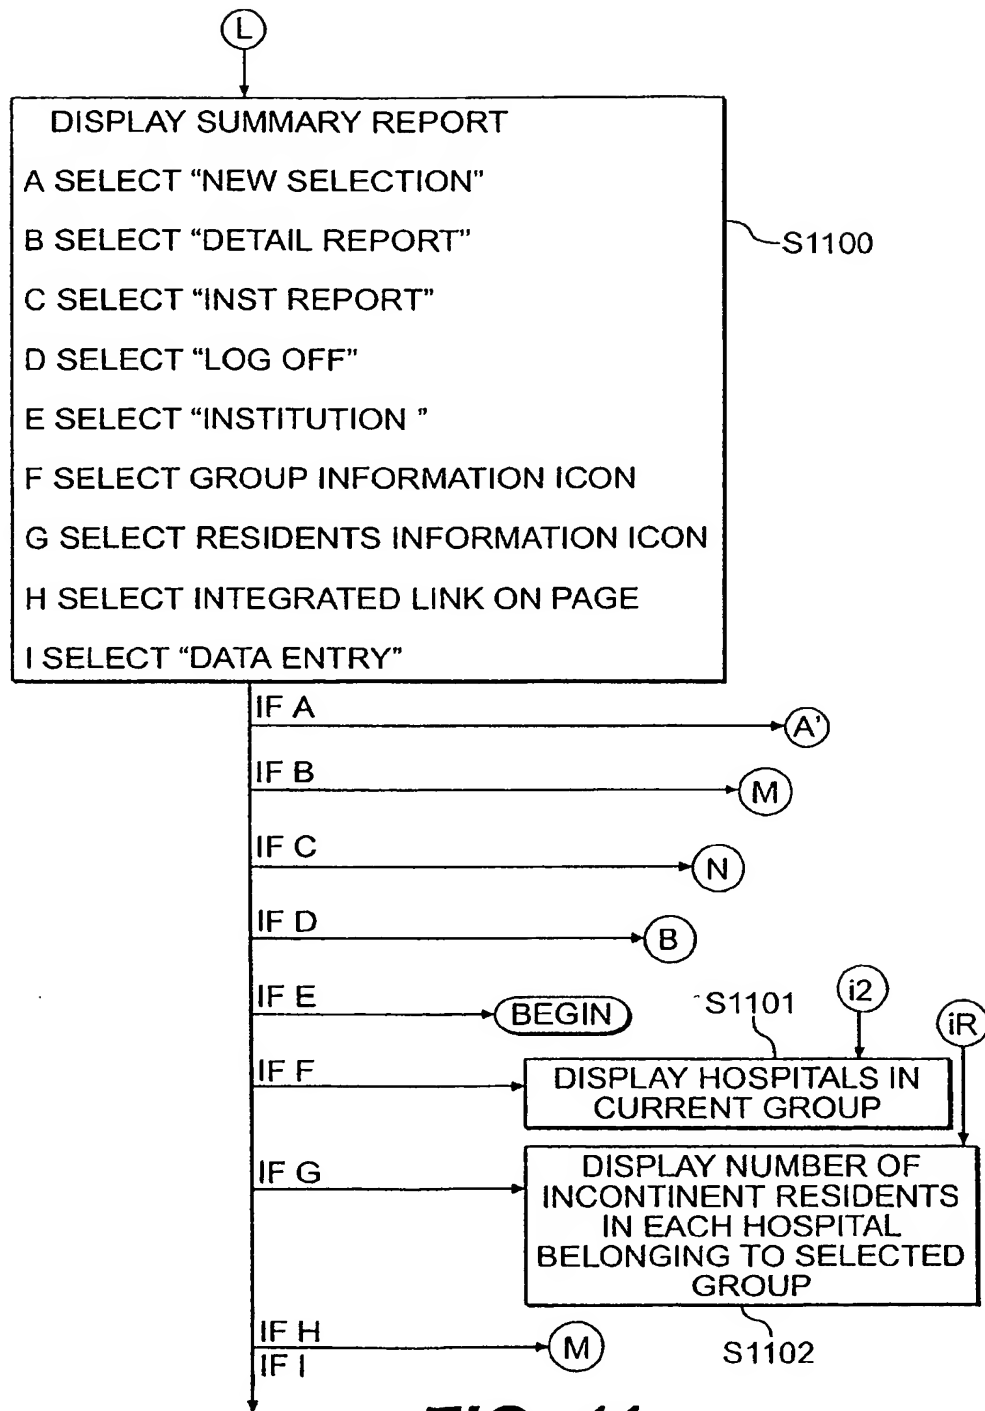 L
DISPLAY SUMMARY REPORT
A SELECT “NEW SELECTION”
B SELECT “DETAIL REPORT”
C SELECT “INST REPORT”
D SELECT “LOG OFF”
E SELECT “INSTITUTION ”
F SELECT GROUP INFORMATION ICON
G SELECT RESIDENTS INFORMATION ICON
H SELECT INTEGRATED LINK ON PAGE
I SELECT “DATA ENTRY”
S1100
IF A
A'
IF B
M
IF C
N
IF D
B
IF E
BEGIN
S1101
i2
iR
IF F
DISPLAY HOSPITALS IN
CURRENT GROUP
IF G
DISPLAY NUMBER OF
INCONTINENT RESIDENTS
IN EACH HOSPITAL
BELONGING TO SELECTED
GROUP
S1102
IF H
M
IF I